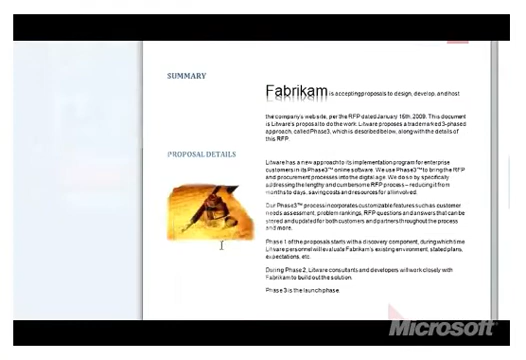 SUMMARY
Fabrikam is accepting proposals to design, develop, and host
the company's website, per the RFP dated January 16th, 2009. This document
is Litware's proposal to do the work. Litware proposes a trademarked 3-phased
approach, called Phase3, which is described below, along with the details of
this RFP.
PROPOSAL DETAILS
Litware has a new approach to its implementation program for enterprise
customers in its Phase3™ online software. We use Phase3™ to bring the RFP
and procurement processes into the digital age. We do so by specifically
addressing the lengthy and cumbersome RFP process – reducing it from
months to days, saving costs and resources for all involved.
Our Phase3™ process incorporates customizable features such as customer
needs assessment, problem rankings, RFP questions and answers that can be
stored and updated for both customers and partners throughout the process
and more.
Phase 1 of the proposals starts with a discovery component, during which time
Litware personnel will evaluate Fabrikam's existing environment, stated plans,
expectations, etc.
During Phase 2, Litware consultants and developers will work closely with
Fabrikam to build out the solution.
Phase 3 is the launch phase.
Microsoft